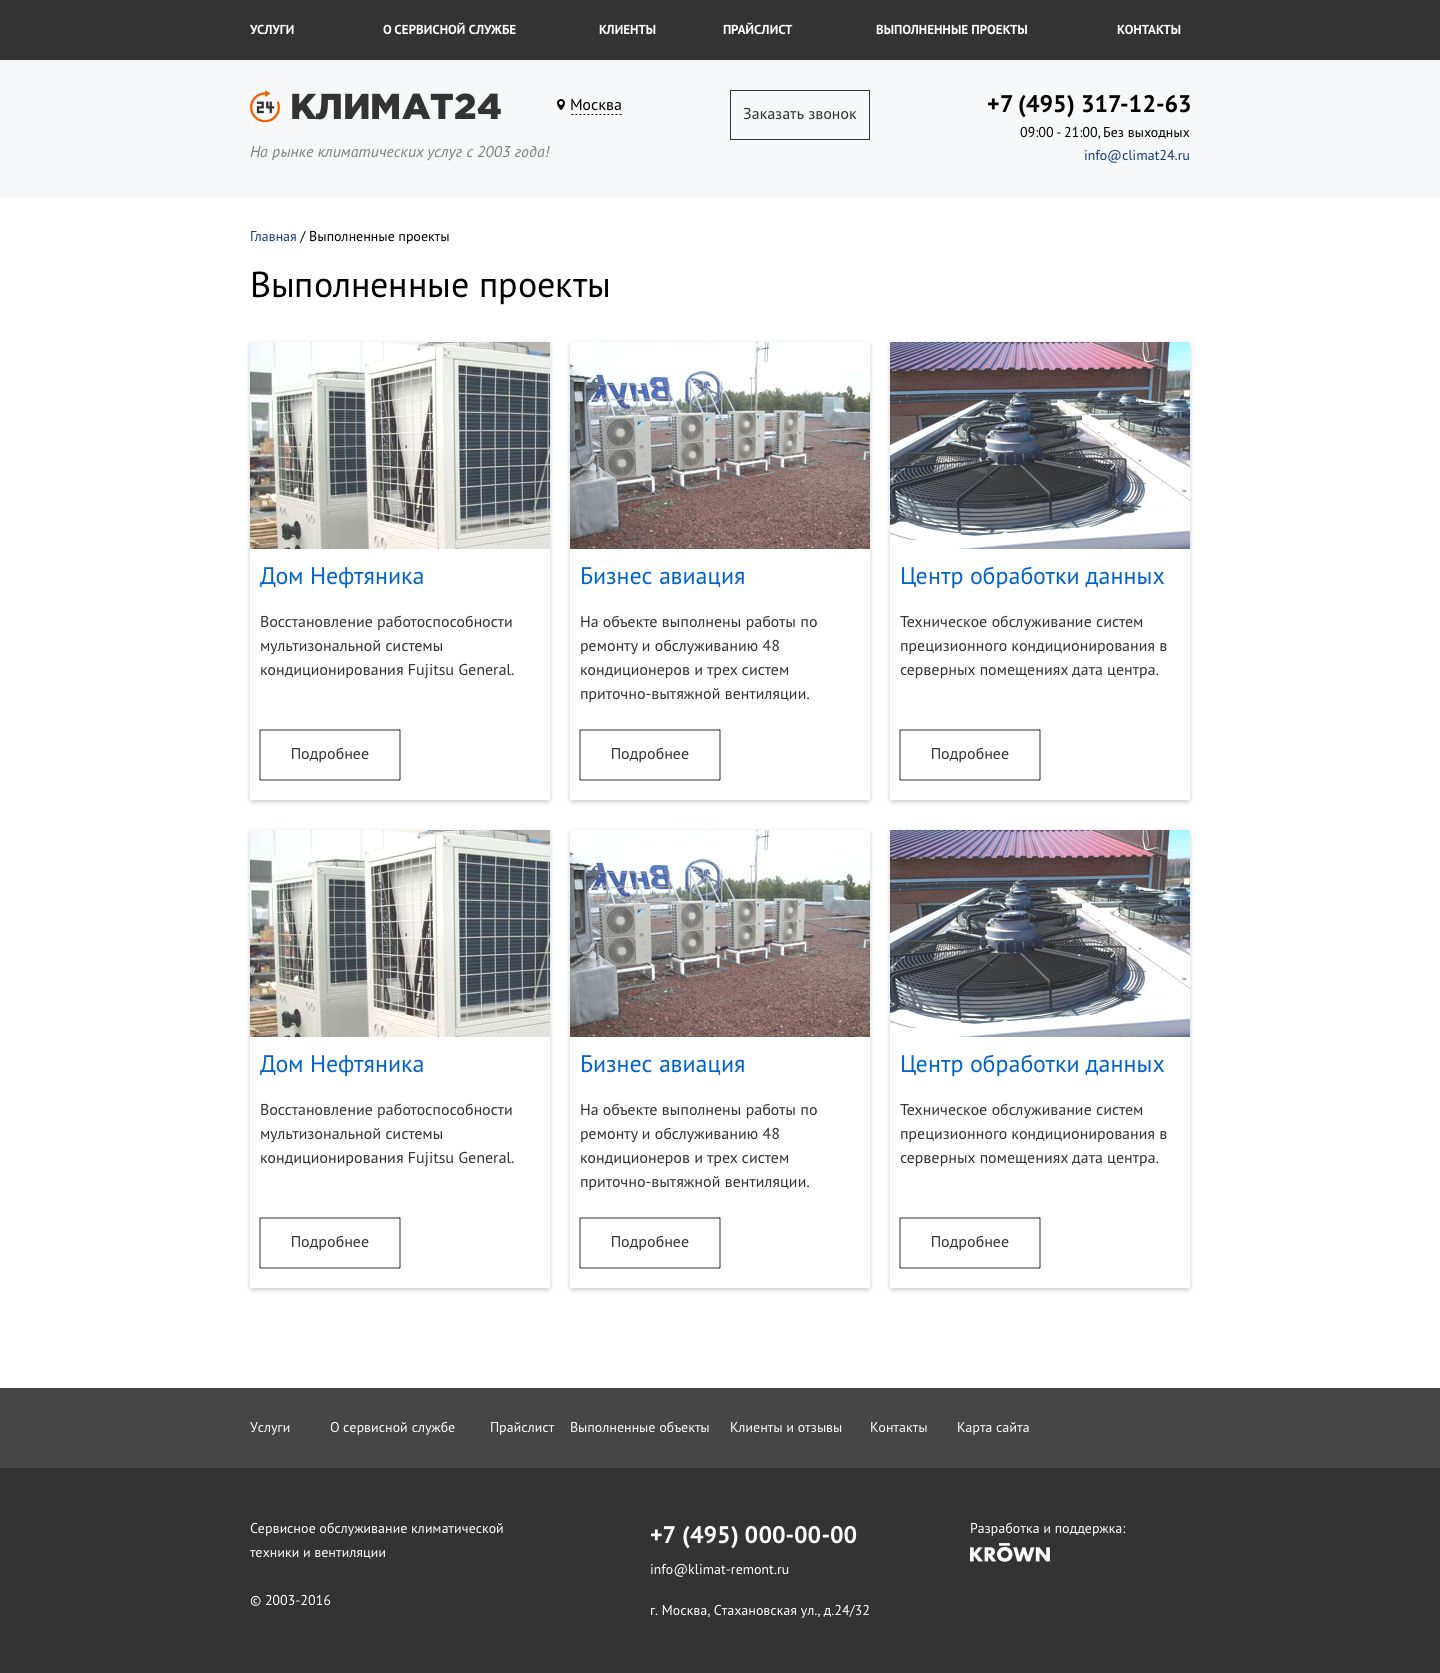 УСЛУГИ О СЕРВИСНОЙ СЛУЖБЕ КЛИЕНТЫ ПРАЙСЛИСТ ВЫПОЛНЕННЫЕ ПРОЕКТЫ КОНТАКТЫ
24 КЛИМАТ24 Москва Заказать звонок +7 (495) 317-12-63
09:00 - 21:00, Без выходных
На рынке климатических услуг с 2003 года! info@climat24.ru
Главная / Выполненные проекты
Выполненные проекты
Внук
Дом Нефтяника Бизнес авиация Центр обработки данных
Восстановление работоспособности На объекте выполнены работы по Техническое обслуживание систем
мультизональной системы ремонту и обслуживанию 48 прецизионного кондиционирования в
кондиционирования Fujitsu General. кондиционеров и трех систем серверных помещениях дата центра.
приточно-вытяжной вентиляции.
Подробнее Подробнее Подробнее
Внук
Дом Нефтяника Бизнес авиация Центр обработки данных
Восстановление работоспособности На объекте выполнены работы по Техническое обслуживание систем
мультизональной системы ремонту и обслуживанию 48 прецизионного кондиционирования в
кондиционирования Fujitsu General. кондиционеров и трех систем серверных помещениях дата центра.
приточно-вытяжной вентиляции.
Подробнее Подробнее Подробнее
Услуги О сервисной службе Прайслист Выполненные объекты Клиенты и отзывы Контакты Карта сайта
Сервисное обслуживание климатической +7 (495) 000-00-00 Разработка и поддержка:
техники и вентиляции KRŌWN
info@klimat-remont.ru
© 2003-2016
г. Москва, Стахановская ул., д.24/32